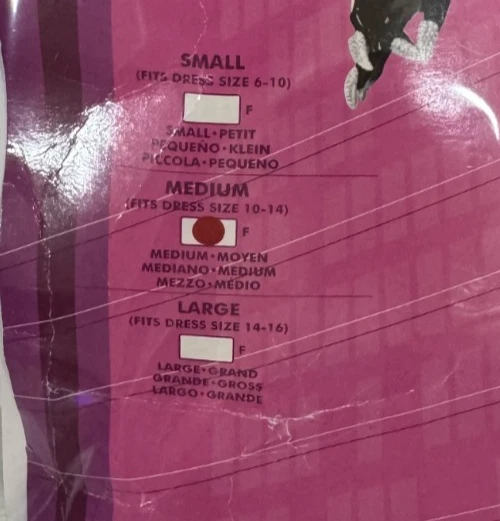 SMALL
(FITS DRESS SIZE 6-10)
F
SMALL•PETIT
PEQUEÑO•KLEIN
PICCOLA•PEQUENO
MEDIUM
(FITS DRESS SIZE 10-14)
F
MEDIUM•MOYEN
MEDIANO•MEDIUM
MEZZO•MÉDIO
LARGE
(FITS DRESS SIZE 14-16)
F
LARGE•GRAND
GRANDE•GROSS
LARGO•GRANDE